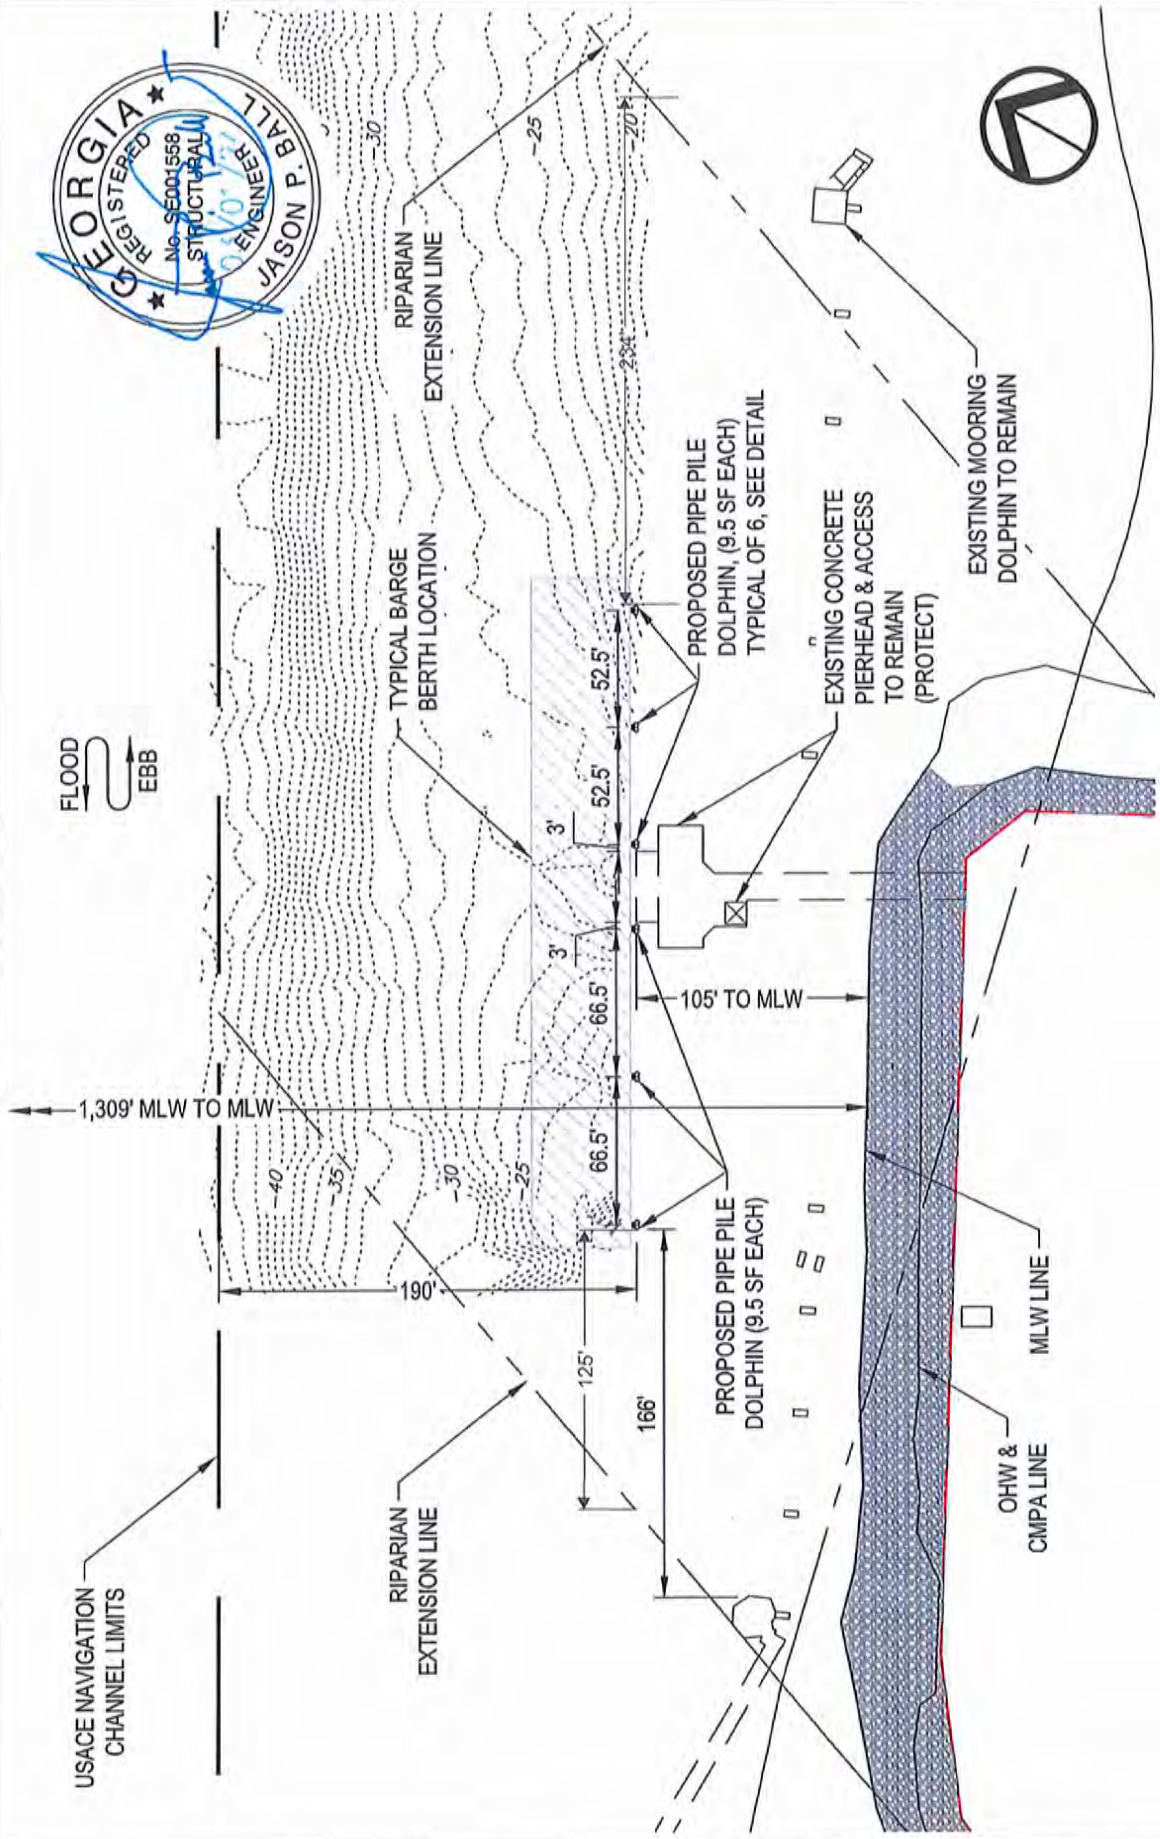 USACE NAVIGATION
CHANNEL LIMITS
FLOOD
EBB
GEORGIA
REGISTERED
No. SE001558
STRUCTURAL
ENGINEER
JASON P. BALL
RIPARIAN
EXTENSION LINE
1,309' MLW TO MLW
TYPICAL BARGE
BERTH LOCATION
RIPARIAN
EXTENSION LINE
-40
-35
-30
-25
-30
-25
-20
190'
125'
166'
66.5'
66.5'
3'
3'
52.5'
52.5'
234'
105' TO MLW
PROPOSED PIPE PILE
DOLPHIN (9.5 SF EACH)
PROPOSED PIPE PILE
DOLPHIN, (9.5 SF EACH)
TYPICAL OF 6, SEE DETAIL
EXISTING CONCRETE
PIERHEAD & ACCESS
TO REMAIN
(PROTECT)
EXISTING MOORING
DOLPHIN TO REMAIN
OHW &
CMPA LINE
MLW LINE